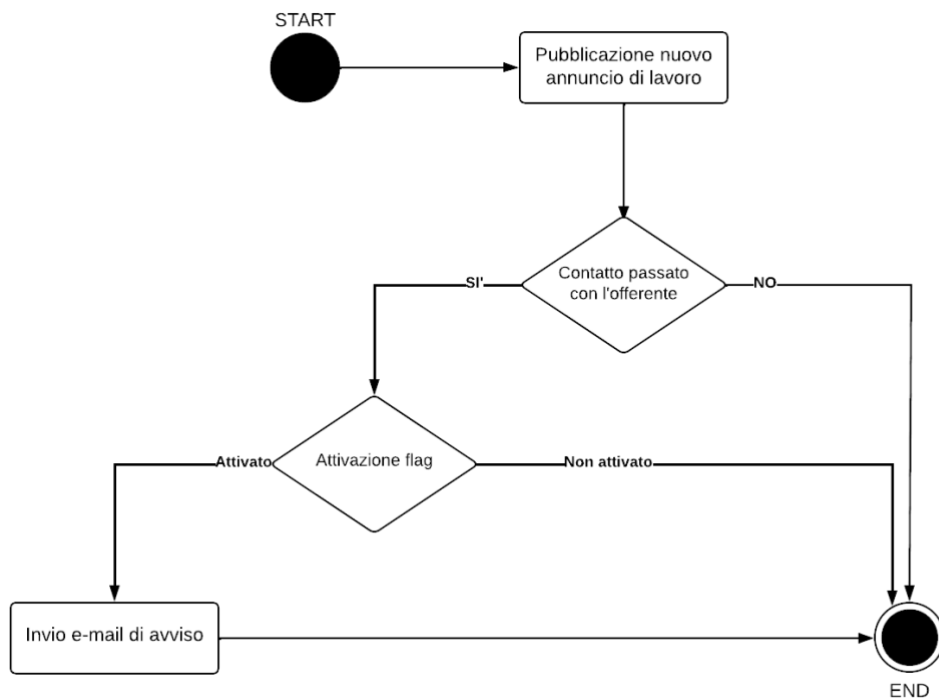 START
Pubblicazione nuovo
annuncio di lavoro
Contatto passato
con l'offerente
SI'
NO
Attivazione flag
Attivato
Non attivato
Invio e-mail di avviso
END